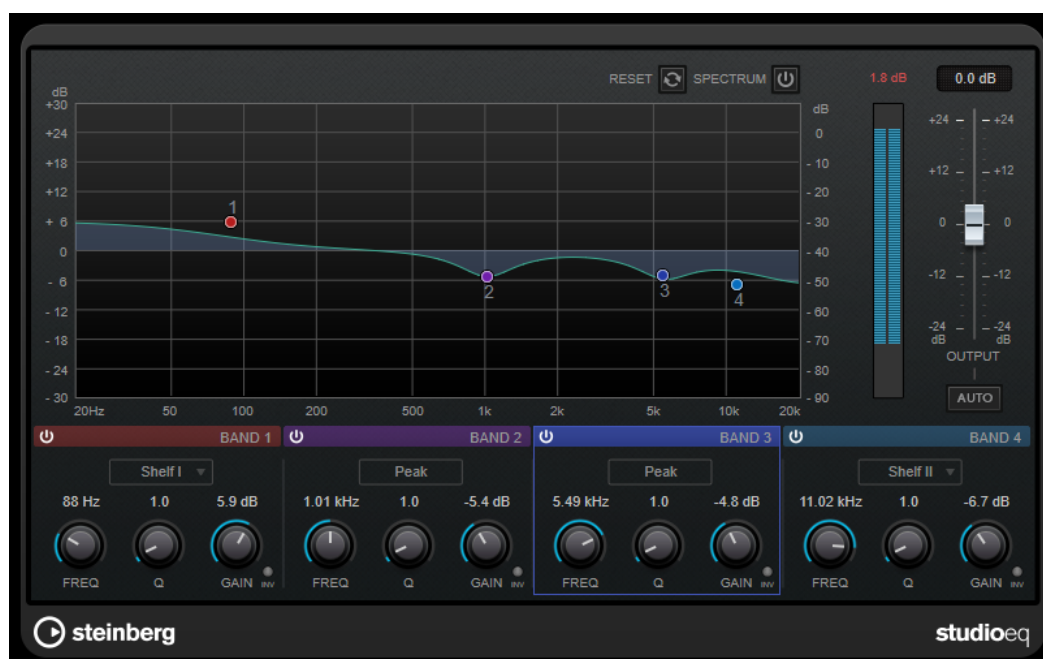 RESET SPECTRUM 1.8 dB 0.0 dB
dB
+30
+24
+18
+12
+ 6
0
- 6
- 12
- 18
- 24
- 30
1
2
3
4
dB
0
- 10
- 20
- 30
- 40
- 50
- 60
- 70
- 80
- 90
20Hz 50 100 200 500 1k 2k 5k 10k 20k
+24 +24
+12 +12
0 0
-12 -12
-24 -24
dB dB
OUTPUT
AUTO
BAND 1 BAND 2 BAND 3 BAND 4
Shelf I Peak Peak Shelf II
88 Hz 1.0 5.9 dB 1.01 kHz 1.0 -5.4 dB 5.49 kHz 1.0 -4.8 dB 11.02 kHz 1.0 -6.7 dB
FREQ Q GAIN INV FREQ Q GAIN INV FREQ Q GAIN INV FREQ Q GAIN INV
steinberg studioeq